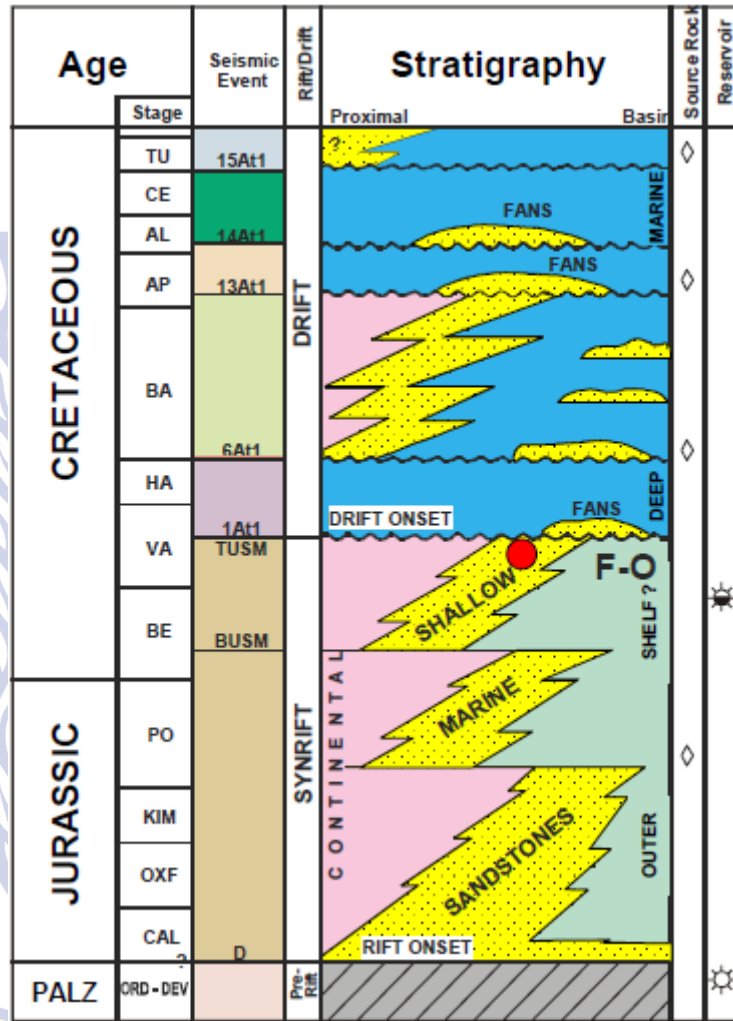 Age
Stage
Seismic
Event
Rift/Drift
Stratigraphy
Proximal
Basin
Source Rock
Reservoir
CRETACEOUS
TU
CE
AL
AP
BA
HA
VA
BE
JURASSIC
PO
KIM
OXF
CAL
?
PALZ
ORD - DEV
15At1
14At1
13At1
6At1
1At1
TUSM
BUSM
D
DRIFT
SYNRIFT
Pre-
Rift
?
FANS
MARINE
FANS
DEEP
FANS
DRIFT ONSET
F-O
SHALLOW
SHELF ?
MARINE
CONTINENTAL
SANDSTONES
OUTER
RIFT ONSET